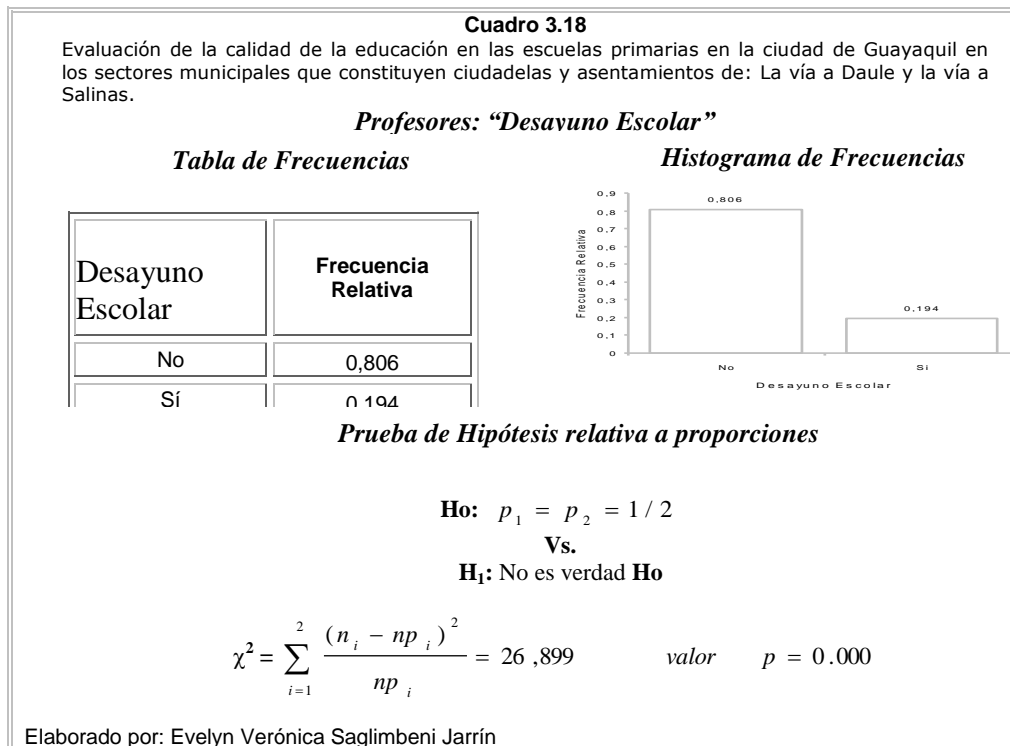 Cuadro 3.18
Evaluación de la calidad de la educación en las escuelas primarias en la ciudad de Guayaquil en
los sectores municipales que constituyen ciudadelas y asentamientos de: La vía a Daule y la vía a
Salinas.
Profesores: “Desayuno Escolar”
Tabla de Frecuencias
Desayuno
Escolar
Frecuencia
Relativa
No 0,806
Sí 0,194
Histograma de Frecuencias
Frecuencia Relativa
0,9
0,8
0,7
0,6
0,5
0,4
0,3
0,2
0,1
0
0,806
0,194
No Si
Desayuno Escolar
Prueba de Hipótesis relativa a proporciones
Ho: p₁ = p₂ = 1 / 2
Vs.
H₁: No es verdad Ho
χ² = ∑ i=1 2 (n i − np i)² / np i = 26 ,899 valor p = 0.000
Elaborado por: Evelyn Verónica Saglimbeni Jarrín